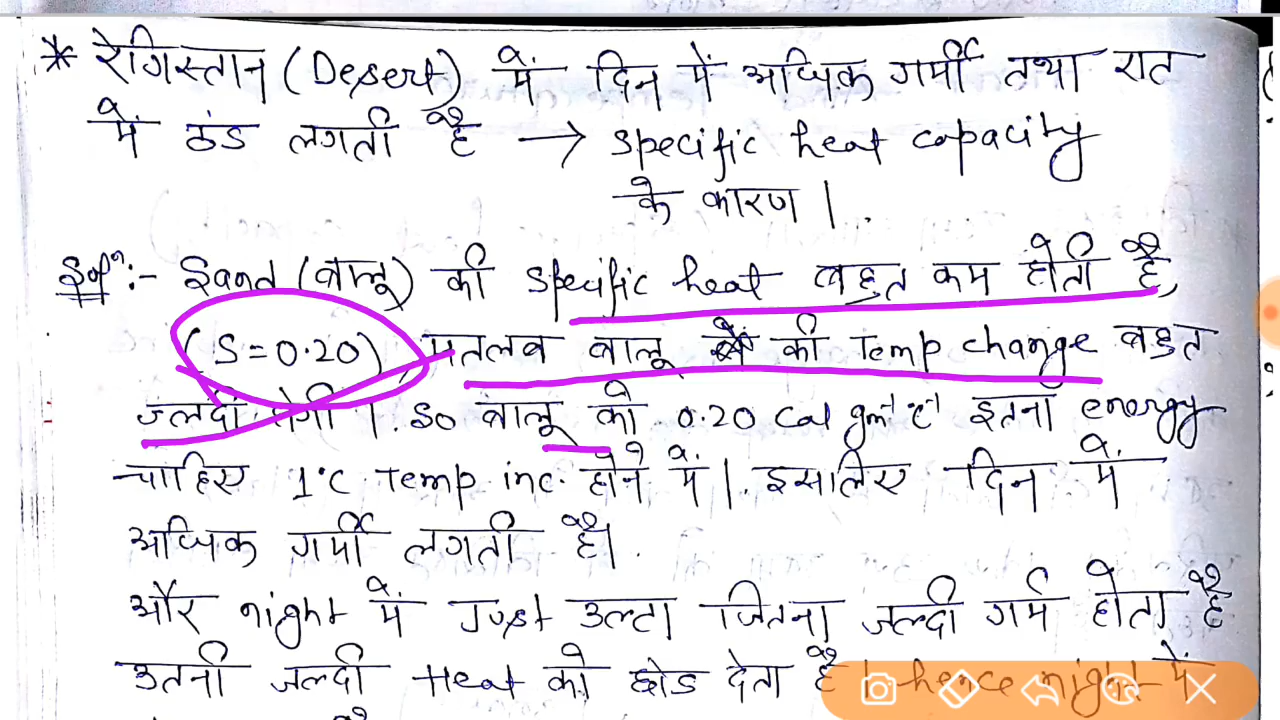 * रेगिस्तान (Desert) में दिन में अधिक गर्मी तथा रात
में ठंड लगती है → specific heat capacity
के कारण |.
Solⁿ:- Sand (बालू) की specific heat बहुत कम होती है,
(S = 0.20), मतलब बालू की Temp change बहुत
जल्दी होगी |. So बालू को 0.20 Cal gm⁻¹ c⁻¹ इतना energy
चाहिए 1°C Temp inc. होने में |. इसलिए दिन में
अधिक गर्मी लगती है |.
और night में Just उल्टा जितना जल्दी गर्म होता है
उतनी जल्दी Heat को छोड देता है | hence night में